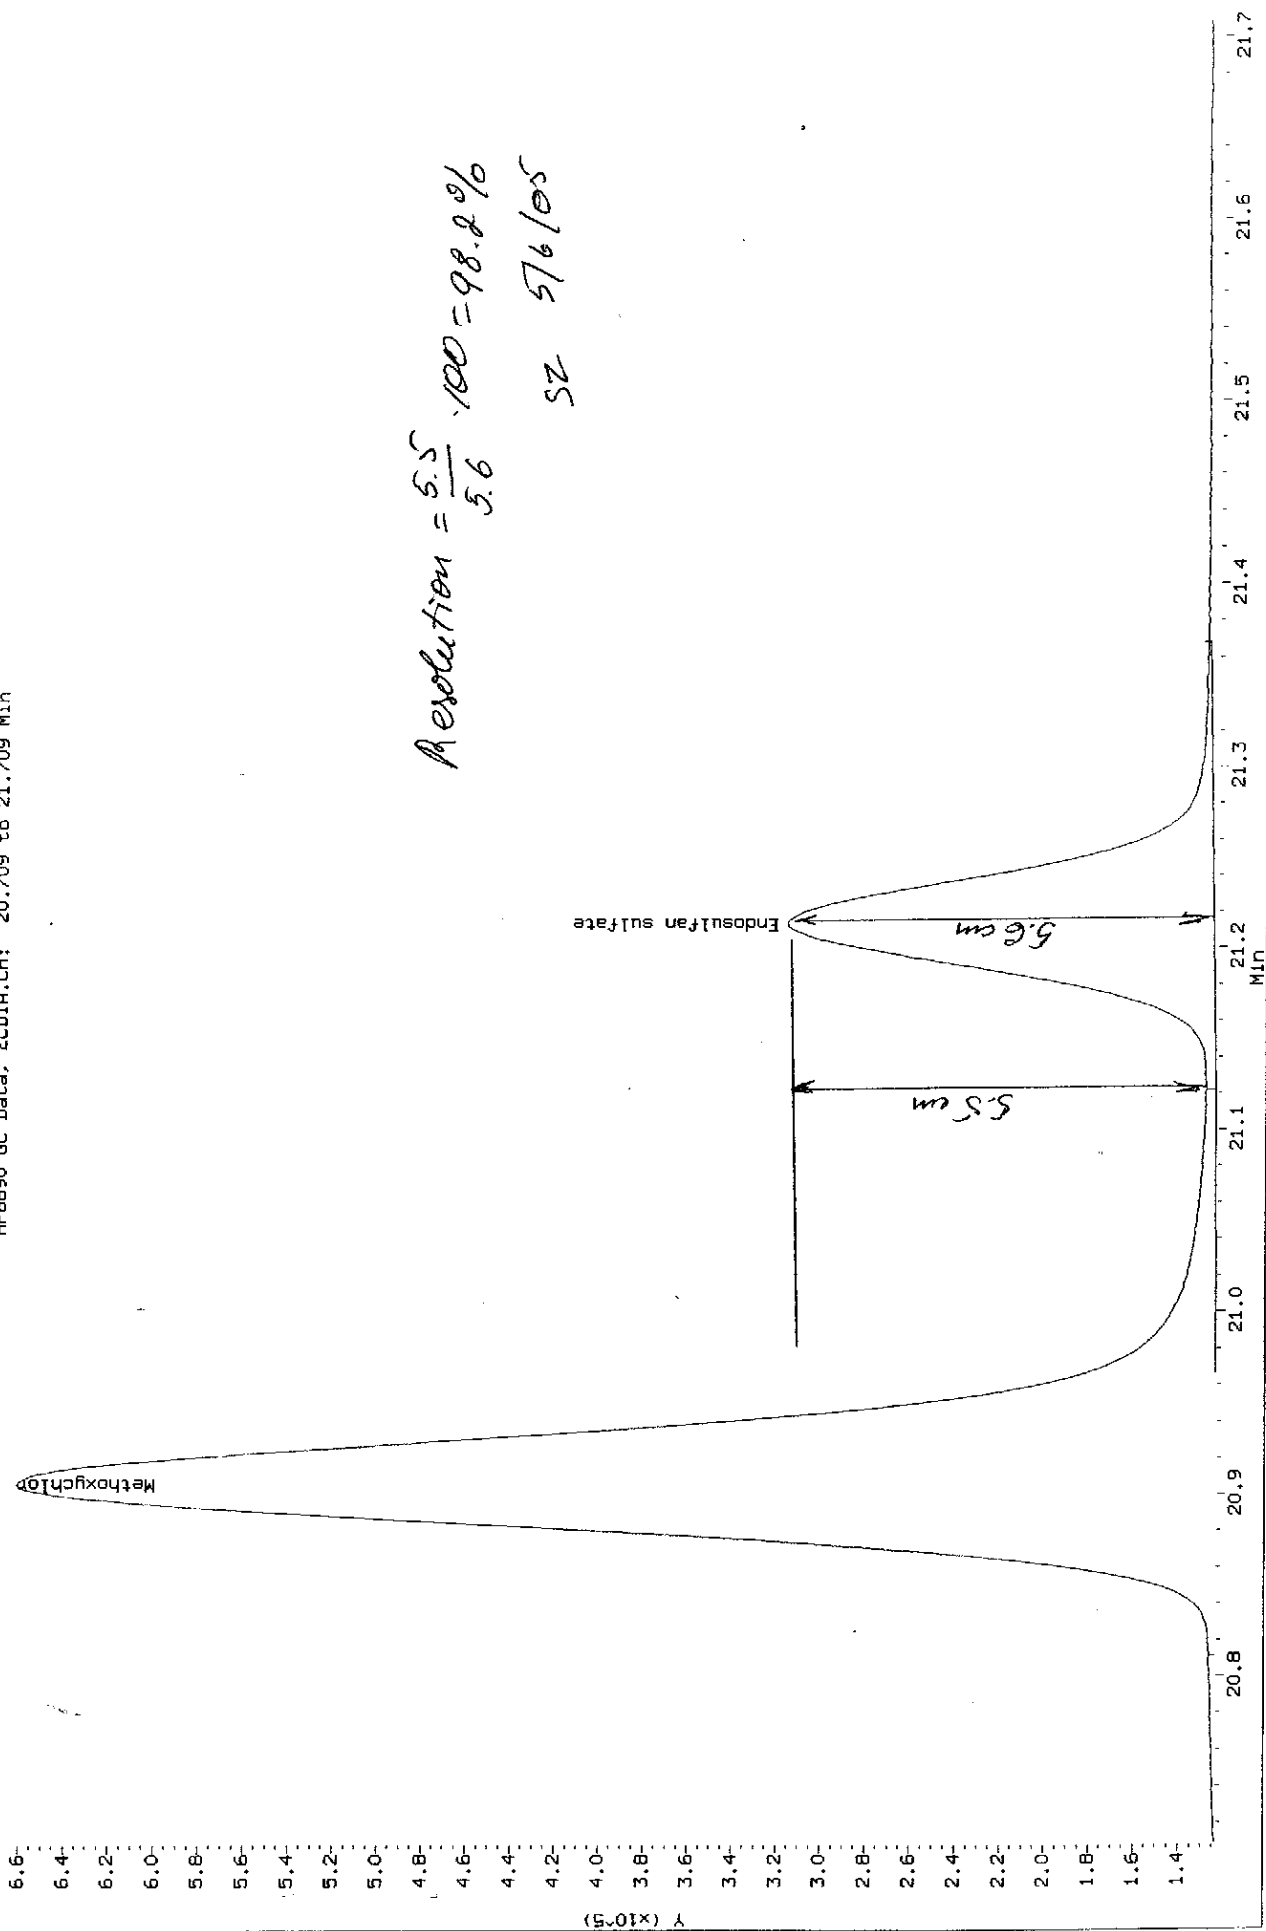 HP6890 GC Data, ECD1A.CH: 20.709 to 21.709 Min
Y (x10^5)
6.6
6.4
6.2
6.0
5.8
5.6
5.4
5.2
5.0
4.8
4.6
4.4
4.2
4.0
3.8
3.6
3.4
3.2
3.0
2.8
2.6
2.4
2.2
2.0
1.8
1.6
1.4
Methoxychlor
Endosulfan sulfate
5.5 cm
5.6 cm
Resolution = 5.5/5.6 · 100 = 98.2%
SZ 5/6/05
20.8 20.9 21.0 21.1 21.2 21.3 21.4 21.5 21.6 21.7
Min